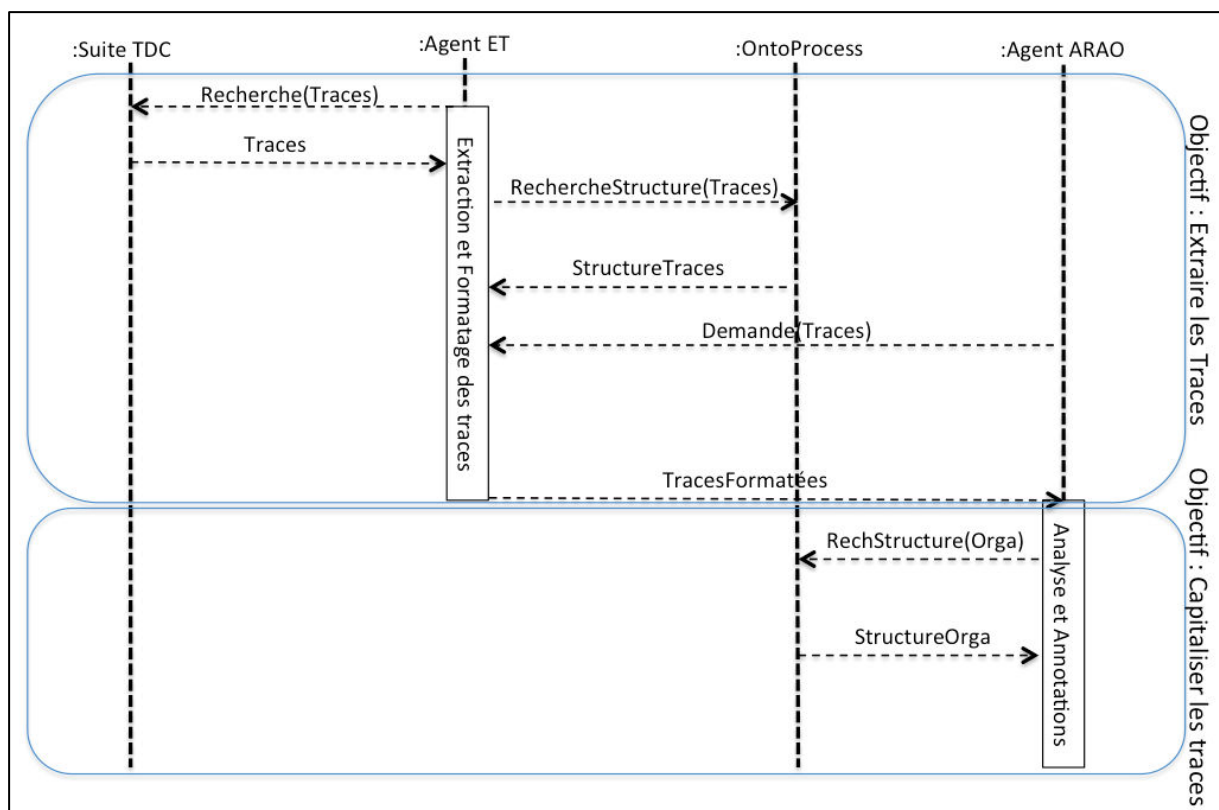 :Suite TDC
:Agent ET
:OntoProcess
:Agent ARAO
Recherche(Traces)
Traces
RechercheStructure(Traces)
StructureTraces
Demande(Traces)
Extraction et Formatage des traces
Objectif : Extraire les Traces
TracesFormatées
RechStructure(Orga)
StructureOrga
Analyse et Annotations
Objectif : Capitaliser les traces